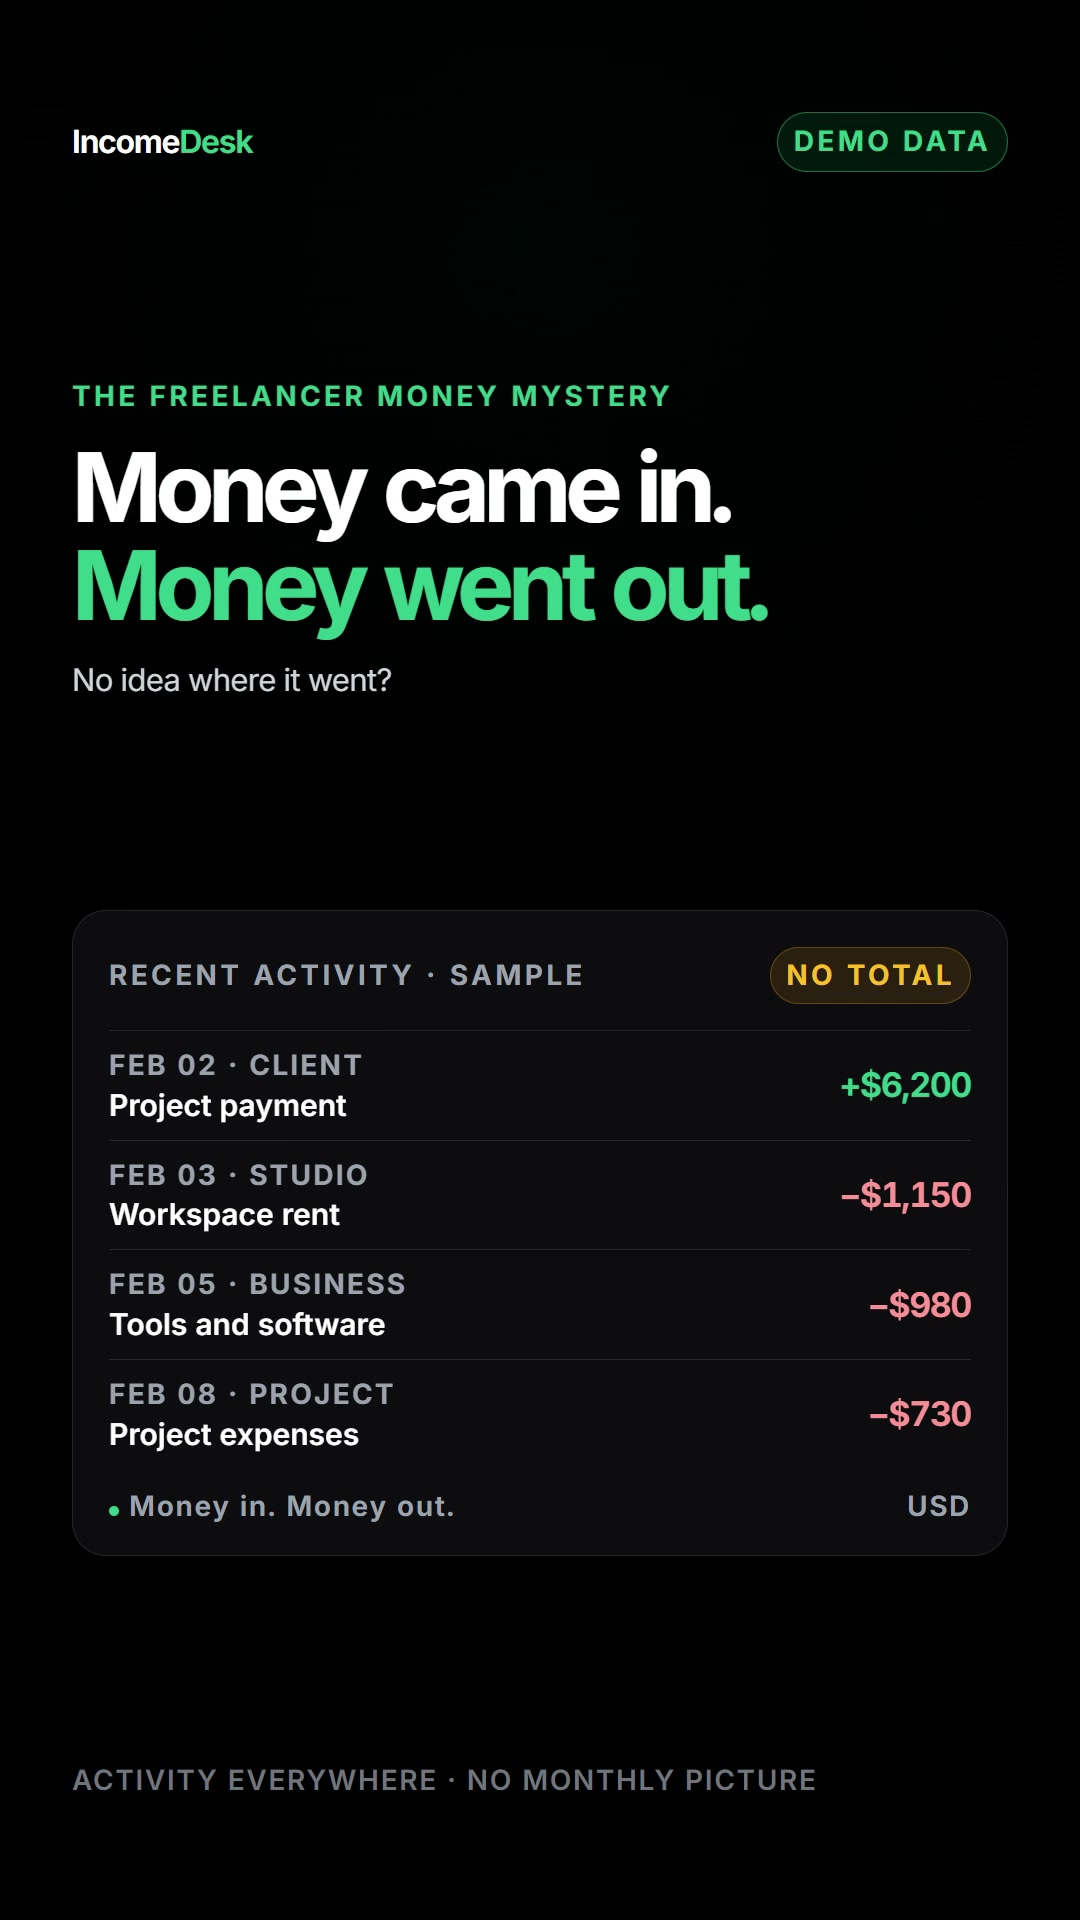 IncomeDesk
DEMO DATA
THE FREELANCER MONEY MYSTERY
Money came in.
Money went out.
No idea where it went?
RECENT ACTIVITY · SAMPLE
NO TOTAL
FEB 02 · CLIENT
Project payment
+$6,200
FEB 03 · STUDIO
Workspace rent
−$1,150
FEB 05 · BUSINESS
Tools and software
−$980
FEB 08 · PROJECT
Project expenses
−$730
Money in. Money out.
USD
ACTIVITY EVERYWHERE · NO MONTHLY PICTURE